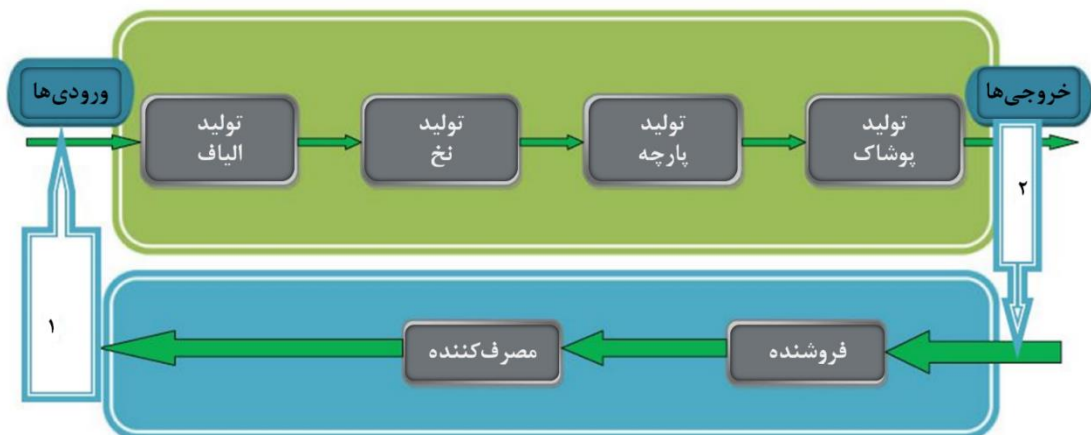 ورودی‌ها
خروجی‌ها
تولید
الیاف
تولید
نخ
تولید
پارچه
تولید
پوشاک
۲
۱
فروشنده
مصرف‌کننده